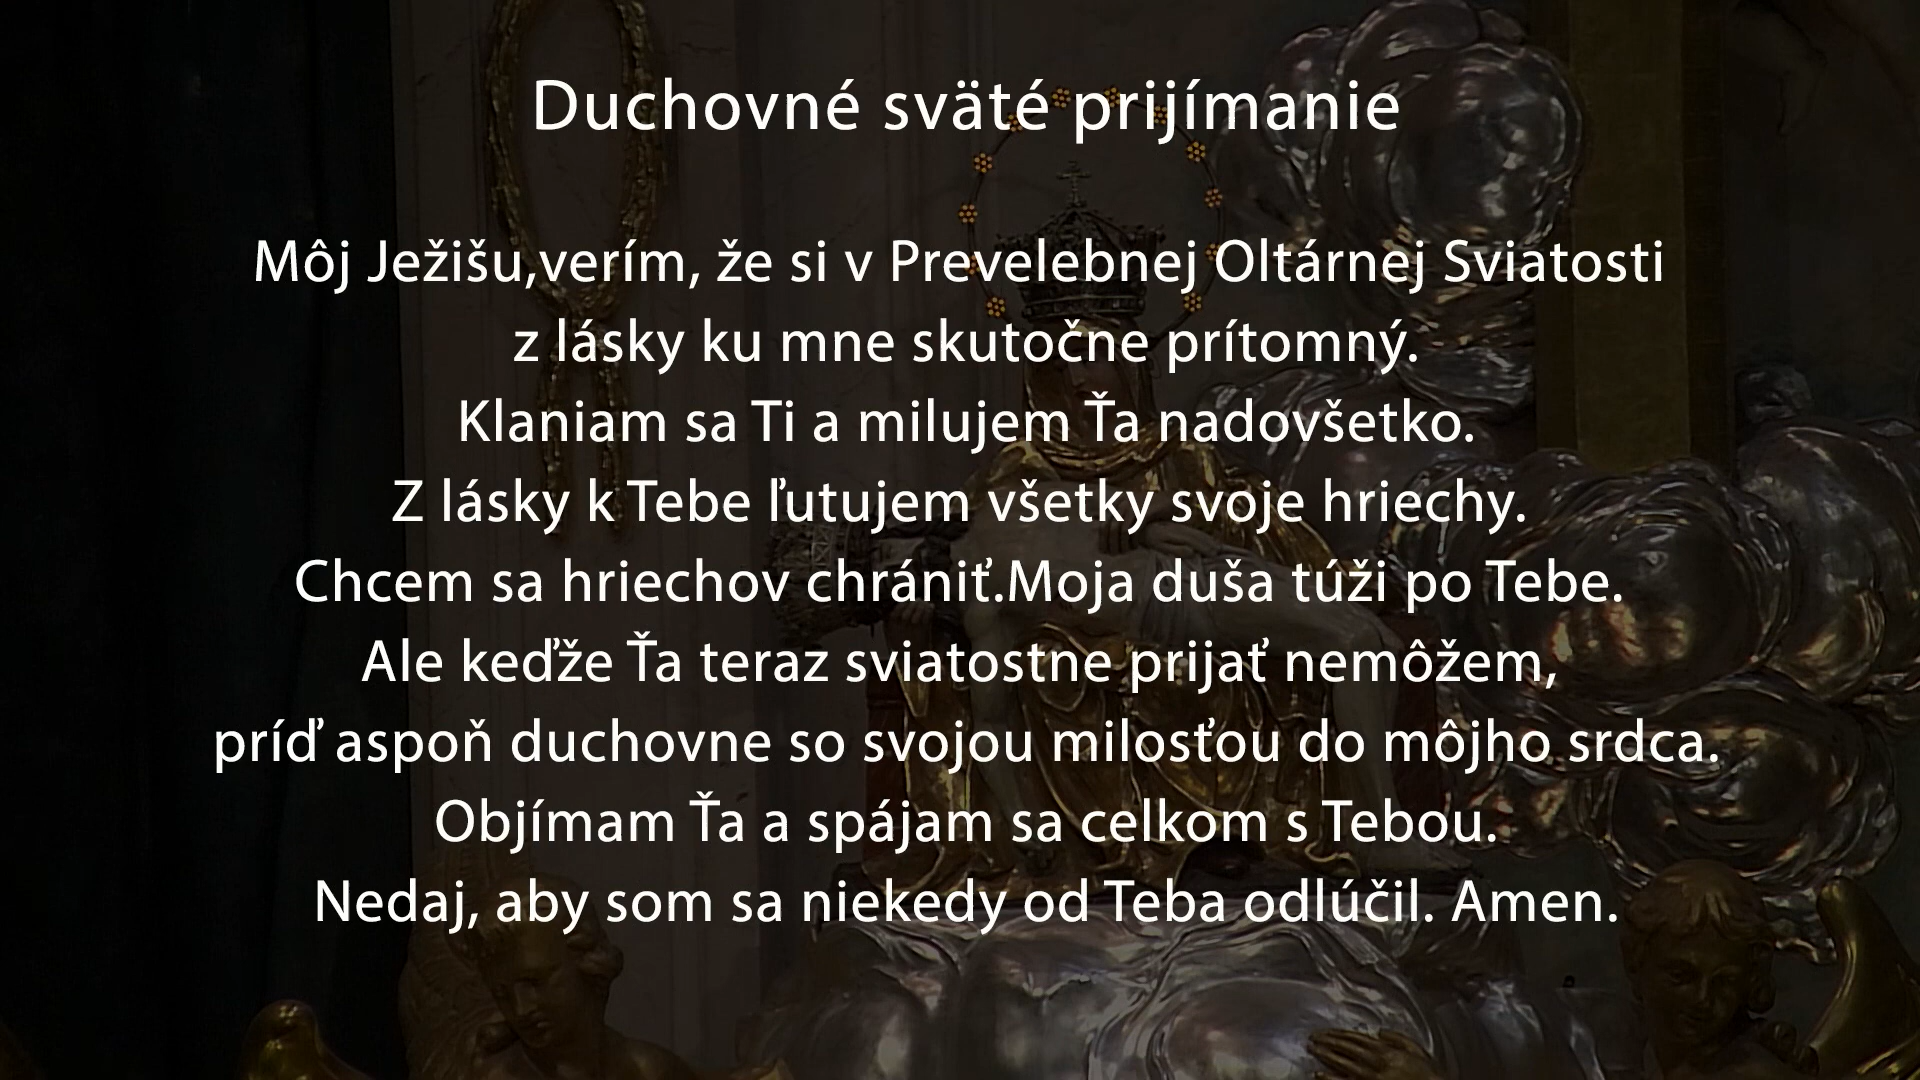 Duchovné sväté prijímanie
Môj Ježišu,verím, že si v Prevelebnej Oltárnej Sviatosti
z lásky ku mne skutočne prítomný.
Klaniam sa Ti a milujem Ťa nadovšetko.
Z lásky k Tebe ľutujem všetky svoje hriechy.
Chcem sa hriechov chrániť.Moja duša túži po Tebe.
Ale keďže Ťa teraz sviatostne prijať nemôžem,
príď aspoň duchovne so svojou milosťou do môjho srdca.
Objímam Ťa a spájam sa celkom s Tebou.
Nedaj, aby som sa niekedy od Teba odlúčil. Amen.